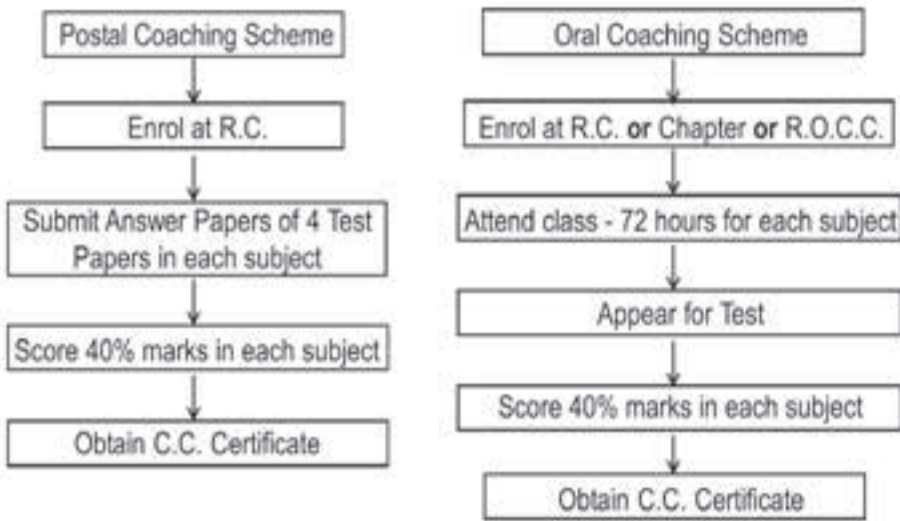 Postal Coaching Scheme
Enrol at R.C.
Submit Answer Papers of 4 Test
Papers in each subject
Score 40% marks in each subject
Obtain C.C. Certificate
Oral Coaching Scheme
Enrol at R.C. or Chapter or R.O.C.C.
Attend class - 72 hours for each subject
Appear for Test
Score 40% marks in each subject
Obtain C.C. Certificate